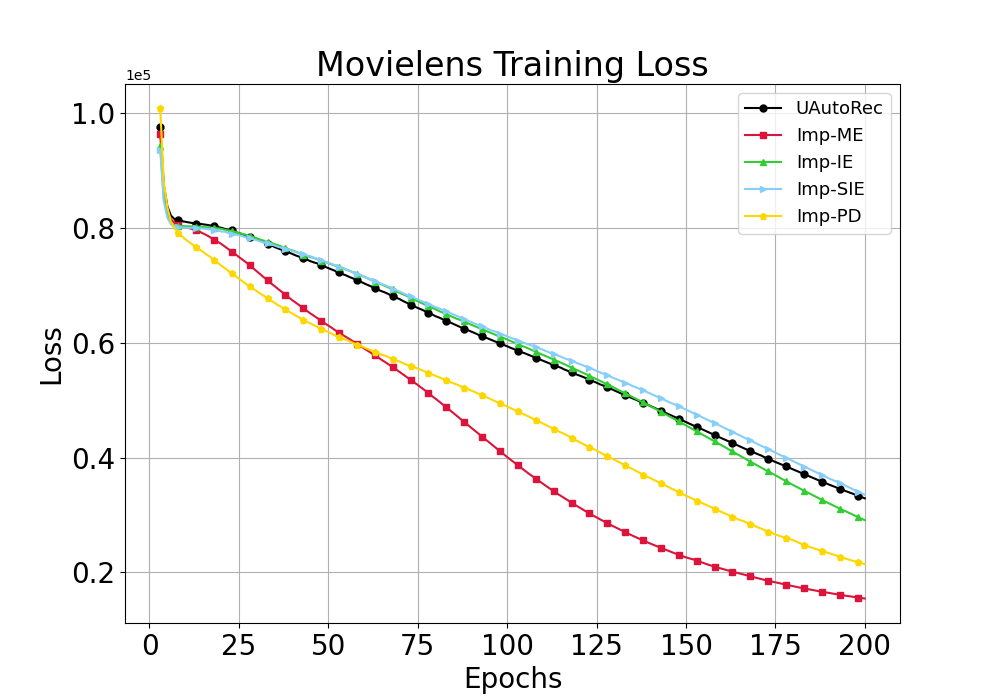 Movielens Training Loss
1e5
1.0
0.8
0.6
0.4
0.2
Loss
UAutoRec
Imp-ME
Imp-IE
Imp-SIE
Imp-PD
0 25 50 75 100 125 150 175 200
Epochs